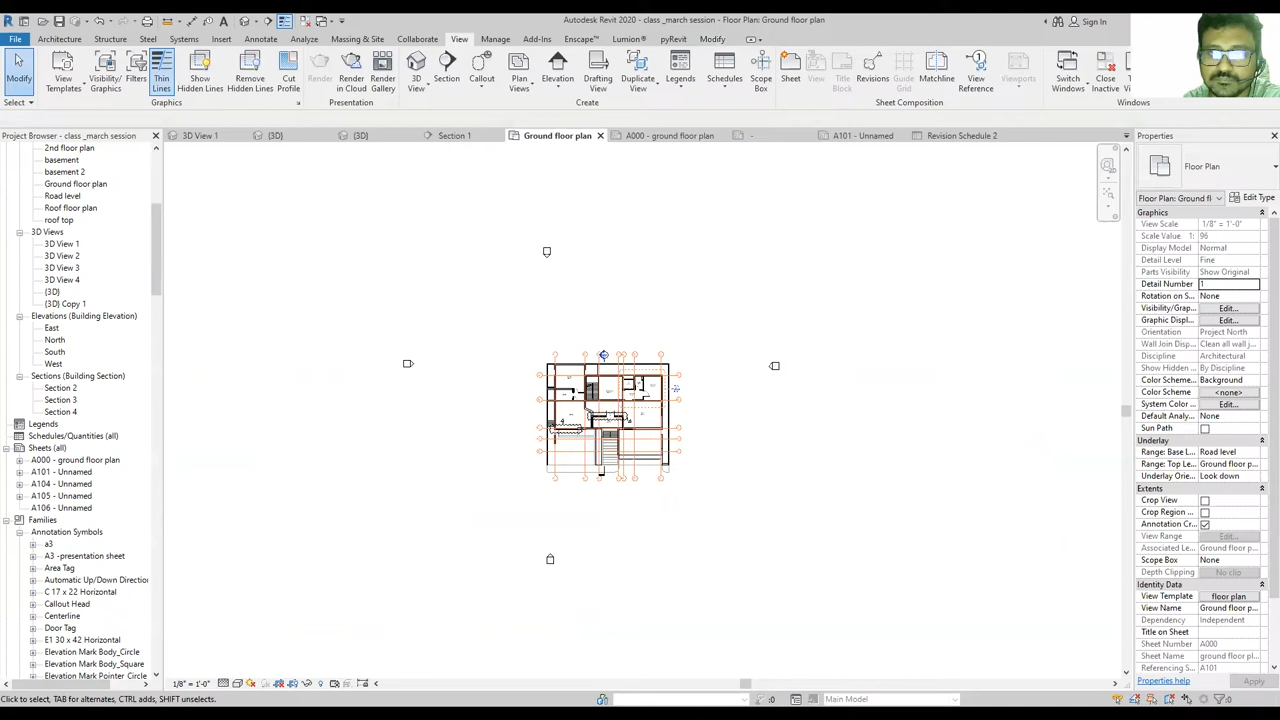 Autodesk Revit 2020 - class _march session - Floor Plan: Ground floor plan
Sign In
File Architecture Structure Steel Systems Insert Annotate Analyze Massing & Site Collaborate View Manage Add-Ins Enscape™ Lumion® pyRevit Modify
Modify
View Templates
Visibility/ Graphics
Filters
Thin Lines
Show Hidden Lines
Remove Hidden Lines
Cut Profile
Render
Render in Cloud
Render Gallery
3D View
Section
Callout
Plan Views
Elevation
Drafting View
Duplicate View
Legends
Schedules
Scope Box
Sheet
View
Title Block
Revisions
Guide Grid
Matchline
View Reference
Viewports
Switch Windows
Close Inactive
Select Graphics Presentation Create Sheet Composition Windows
Project Browser - class _march session
3D View 1 {3D} {3D} Section 1 Ground floor plan A000 - ground floor plan - A101 - Unnamed Revision Schedule 2
Properties
2nd floor plan
basement
basement 2
Ground floor plan
Road level
Roof floor plan
roof top
3D Views
3D View 1
3D View 2
3D View 3
3D View 4
{3D}
{3D} Copy 1
Elevations (Building Elevation)
East
North
South
West
Sections (Building Section)
Section 2
Section 3
Section 4
Legends
Schedules/Quantities (all)
Sheets (all)
A000 - ground floor plan
A101 - Unnamed
A104 - Unnamed
A105 - Unnamed
A106 - Unnamed
Families
Annotation Symbols
a3
A3 -presentation sheet
Area Tag
Automatic Up/Down Direction
C 17 x 22 Horizontal
Callout Head
Centerline
Door Tag
E1 30 x 42 Horizontal
Elevation Mark Body_Circle
Elevation Mark Body_Square
Elevation Mark Pointer Circle
Floor Plan
Floor Plan: Ground fl
Edit Type
Graphics
View Scale 1/8" = 1'-0"
Scale Value 1: 96
Display Model Normal
Detail Level Fine
Parts Visibility Show Original
Detail Number 1
Rotation on S... None
Visibility/Grap... Edit...
Graphic Displ... Edit...
Orientation Project North
Wall Join Disp... Clean all wall j...
Discipline Architectural
Show Hidden ... By Discipline
Color Scheme... Background
Color Scheme <none>
System Color ... Edit...
Default Analy... None
Sun Path
Underlay
Range: Base L... Road level
Range: Top Le... Ground floor p...
Underlay Orie... Look down
Extents
Crop View
Crop Region ...
Annotation Cr...
View Range Edit...
Associated Le... Ground floor p...
Scope Box None
Depth Clipping No clip
Identity Data
View Template floor plan
View Name Ground floor p...
Dependency Independent
Title on Sheet
Sheet Number A000
Sheet Name ground floor pl...
Referencing S... A101
Properties help
Apply
1/8" = 1'-0"
Click to select, TAB for alternates, CTRL adds, SHIFT unselects.
:0
Main Model
:0